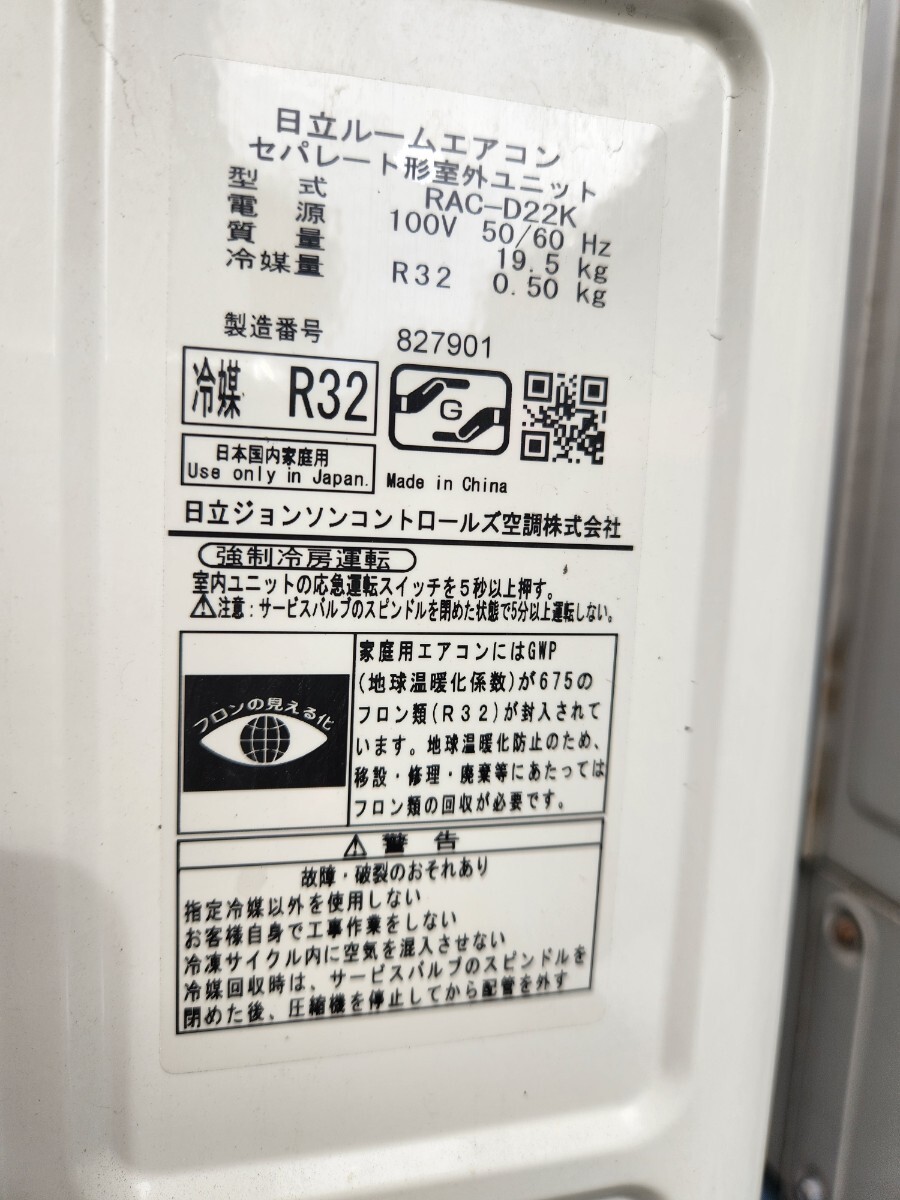 日立ルームエアコン
セパレート形室外ユニット
型式 RAC-D22K
電源 100V 50/60 Hz
質量 19.5 kg
冷媒量 R32 0.50 kg
製造番号 827901
冷媒 R32
G
日本国内家庭用
Use only in Japan.
Made in China
日立ジョンソンコントロールズ空調株式会社
強制冷房運転
室内ユニットの応急運転スイッチを5秒以上押す。
⚠注意:サービスバルブのスピンドルを閉めた状態で5分以上運転しない。
フロンの見える化
家庭用エアコンにはGWP
(地球温暖化係数)が675の
フロン類(R32)が封入されて
います。地球温暖化防止のため、
移設・修理・廃棄等にあたっては
フロン類の回収が必要です。
⚠ 警告
故障・破裂のおそれあり
指定冷媒以外を使用しない
お客様自身で工事作業をしない
冷凍サイクル内に空気を混入させない
冷媒回収時は、サービスバルブのスピンドルを
閉めた後、圧縮機を停止してから配管を外す